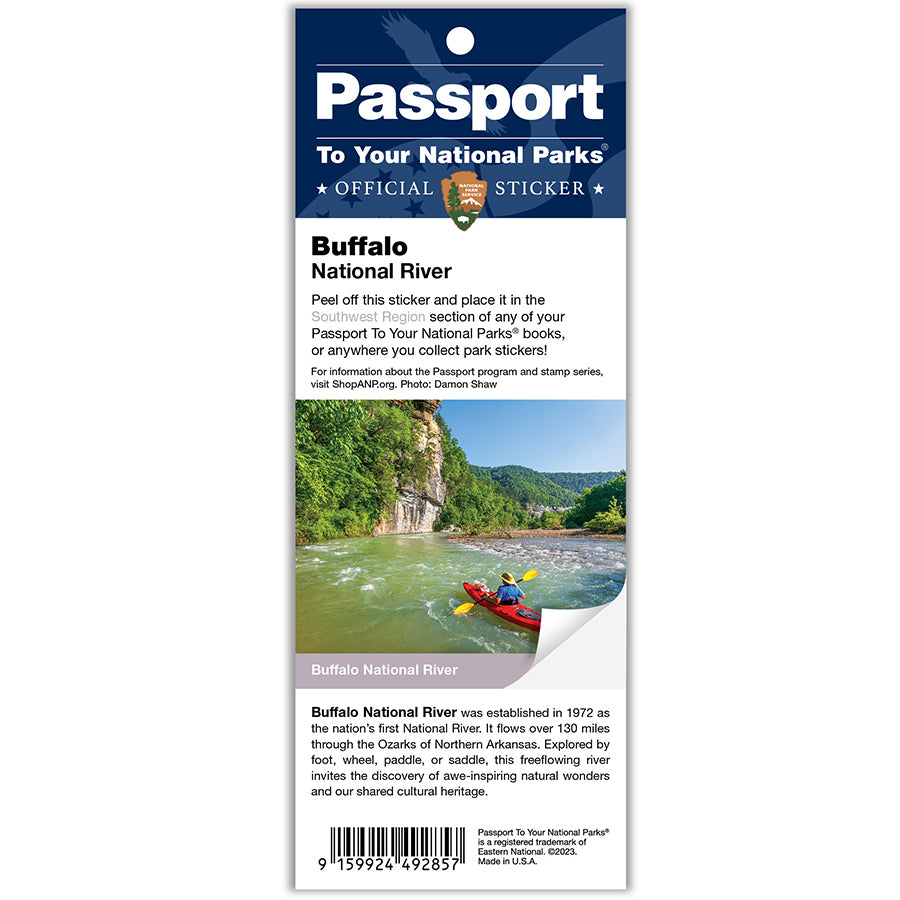 Passport
To Your National Parks®
★ OFFICIAL STICKER ★
NATIONAL
PARK
SERVICE
Buffalo
National River
Peel off this sticker and place it in the
Southwest Region section of any of your
Passport To Your National Parks® books,
or anywhere you collect park stickers!
For information about the Passport program and stamp series,
visit ShopANP.org. Photo: Damon Shaw
Buffalo National River
Buffalo National River was established in 1972 as
the nation's first National River. It flows over 130 miles
through the Ozarks of Northern Arkansas. Explored by
foot, wheel, paddle, or saddle, this freeflowing river
invites the discovery of awe-inspiring natural wonders
and our shared cultural heritage.
9 159924 492857
Passport To Your National Parks®
is a registered trademark of
Eastern National. ©2023.
Made in U.S.A.